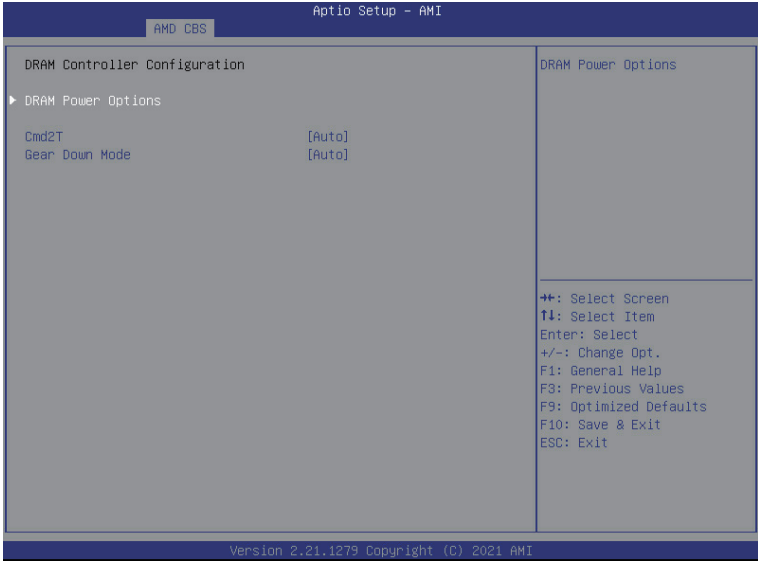 Aptio Setup – AMI
AMD CBS
DRAM Controller Configuration
DRAM Power Options
Cmd2T [Auto]
Gear Down Mode [Auto]
DRAM Power Options
→←: Select Screen
↑↓: Select Item
Enter: Select
+/-: Change Opt.
F1: General Help
F3: Previous Values
F9: Optimized Defaults
F10: Save & Exit
ESC: Exit
Version 2.21.1279 Copyright (C) 2021 AMI